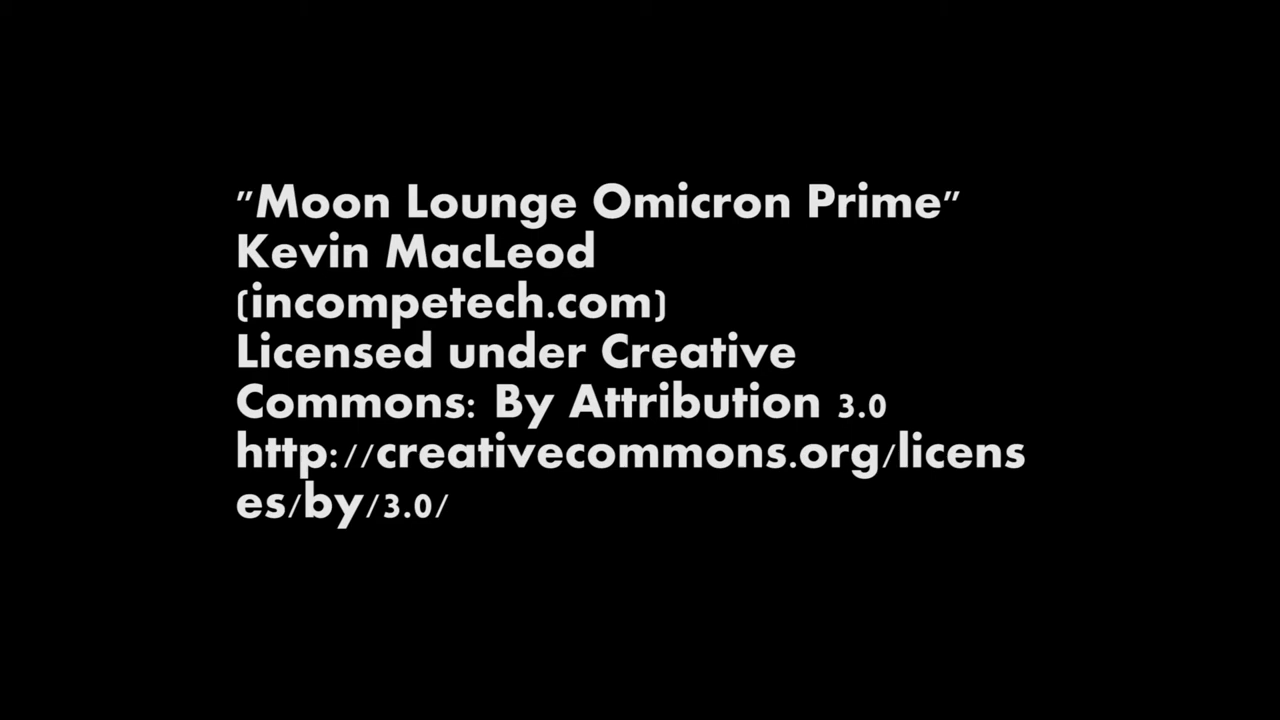 "Moon Lounge Omicron Prime"
Kevin MacLeod
(incompetech.com)
Licensed under Creative
Commons: By Attribution 3.0
http://creativecommons.org/licens
es/by/3.0/